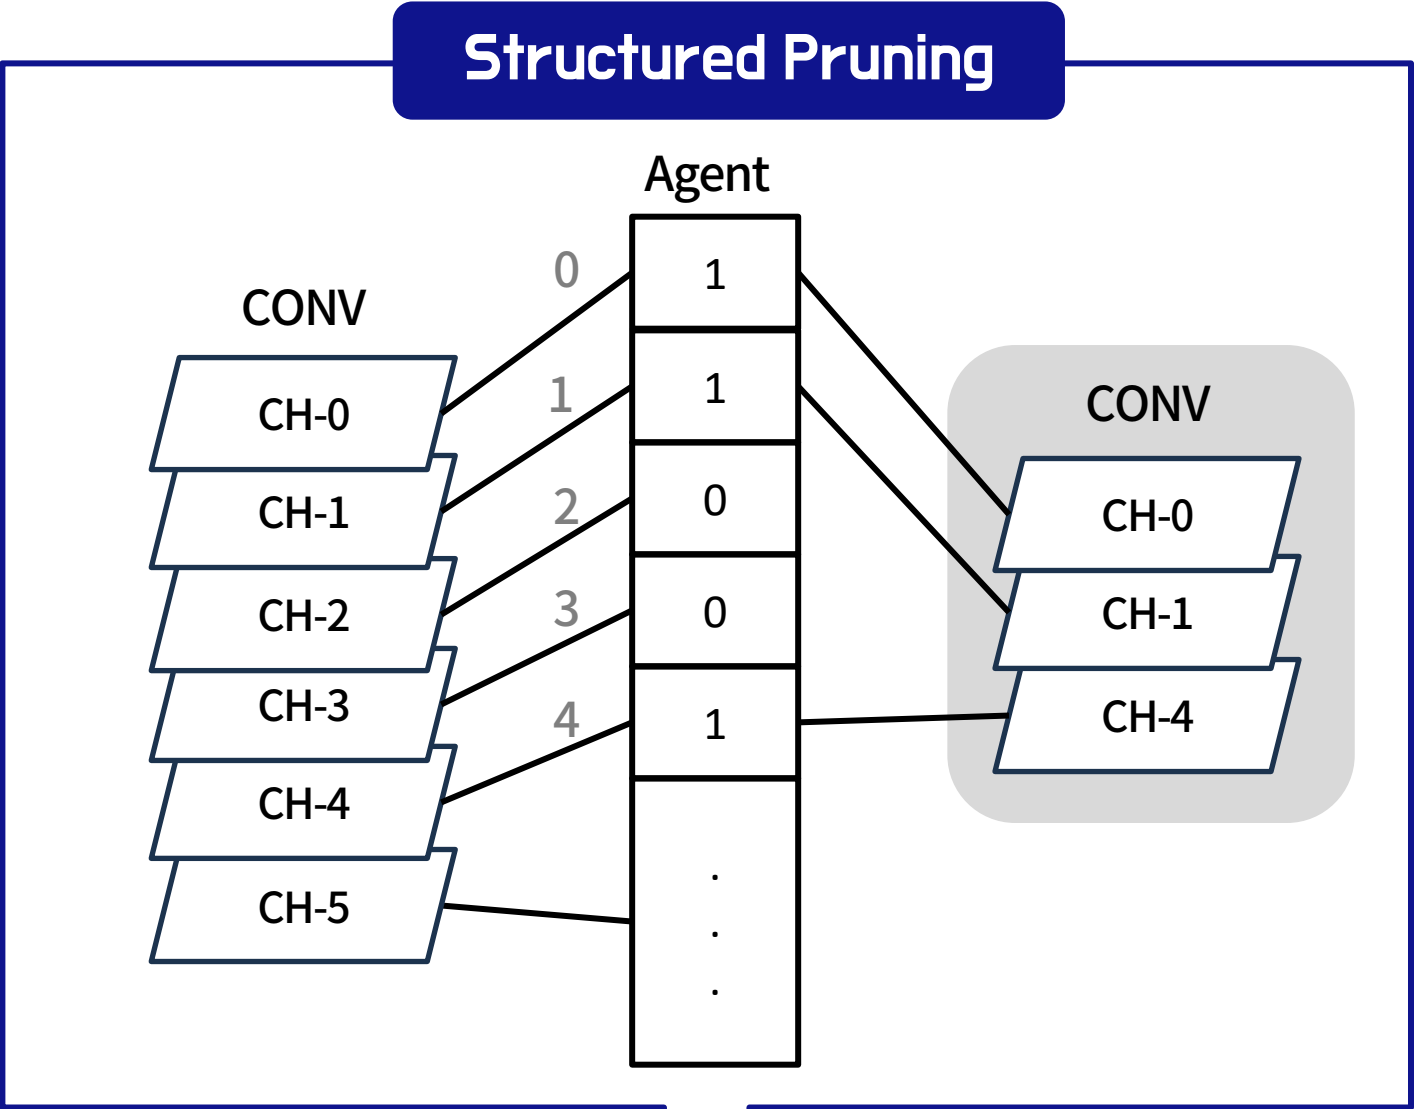 Structured Pruning
Agent
CONV
CH-0
CH-1
CH-2
CH-3
CH-4
CH-5
0
1
2
3
4
1
1
0
0
1
.
.
.
CONV
CH-0
CH-1
CH-4